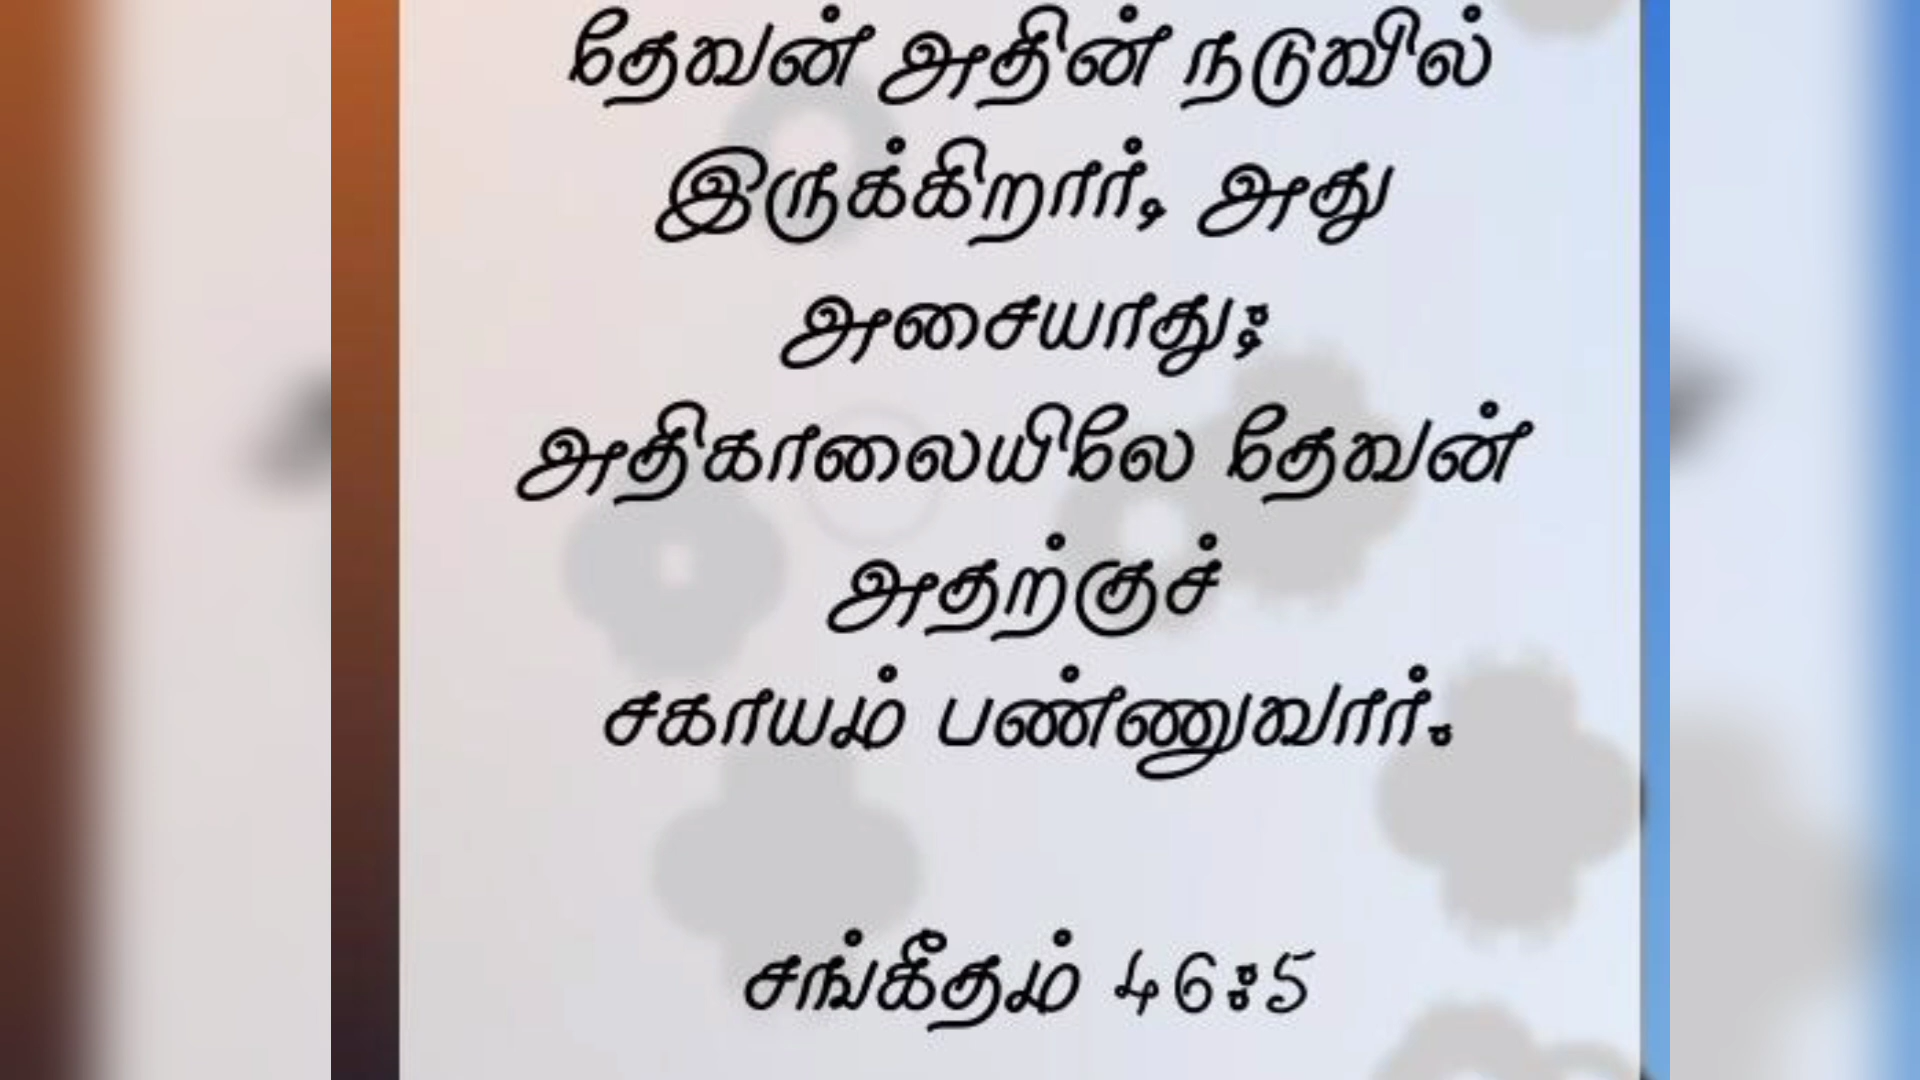 தேவன் அதின் நடுவில்
இருக்கிறார், அது
அசையாது;
அதிகாலையிலே தேவன்
அதற்குச்
சகாயம் பண்ணுவார்.
சங்கீதம் 46:5